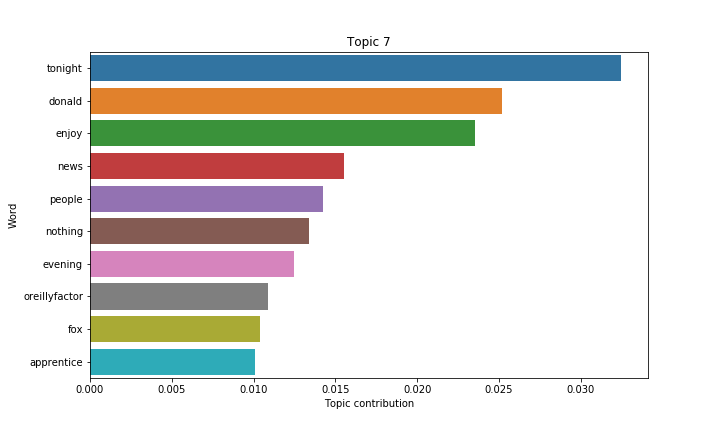 Topic 7
Word
tonight
donald
enjoy
news
people
nothing
evening
oreillyfactor
fox
apprentice
0.000 0.005 0.010 0.015 0.020 0.025 0.030
Topic contribution